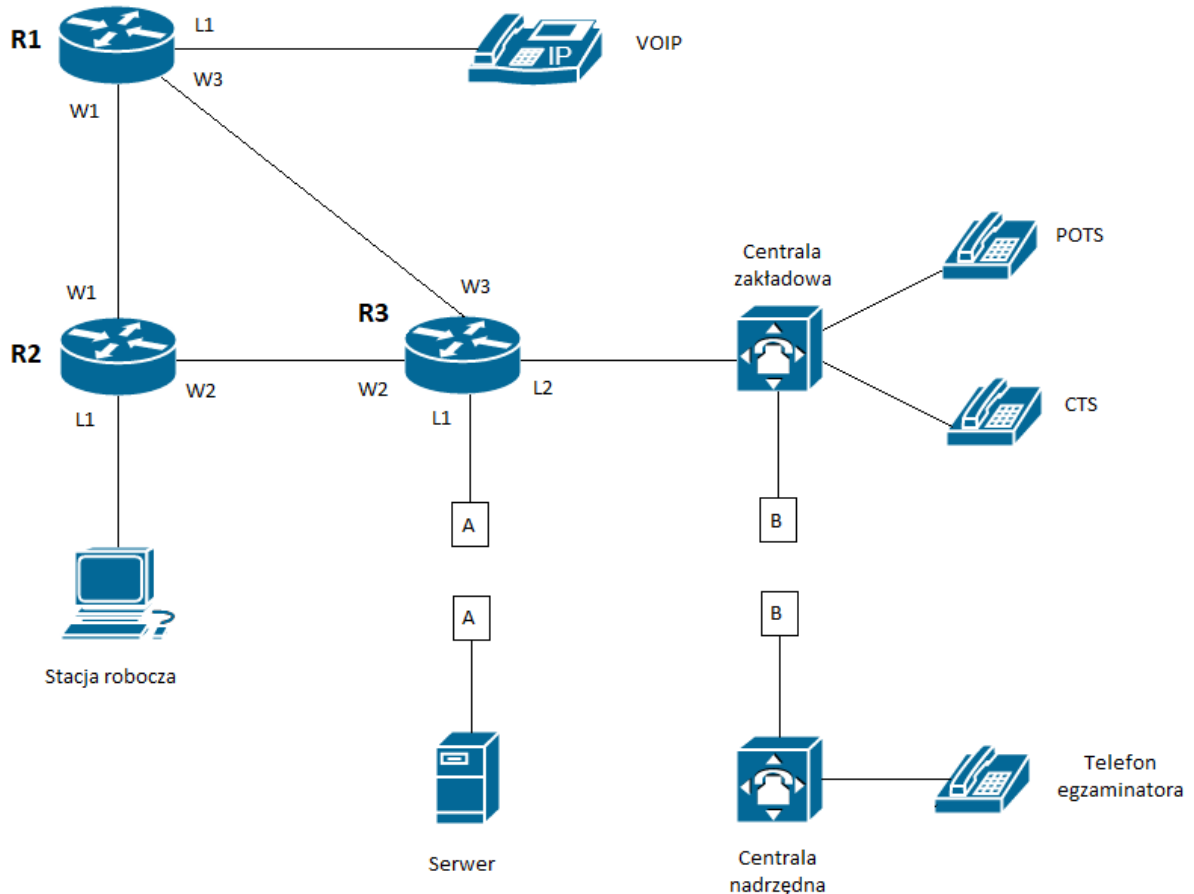 L1
R1
IP
VOIP
W3
W1
POTS
Centrala
zakładowa
W1
W3
R3
R2
W2
W2
L2
L1
L1
CTS
A
B
A
B
Stacja robocza
Telefon
egzaminatora
Serwer
Centrala
nadrzędna